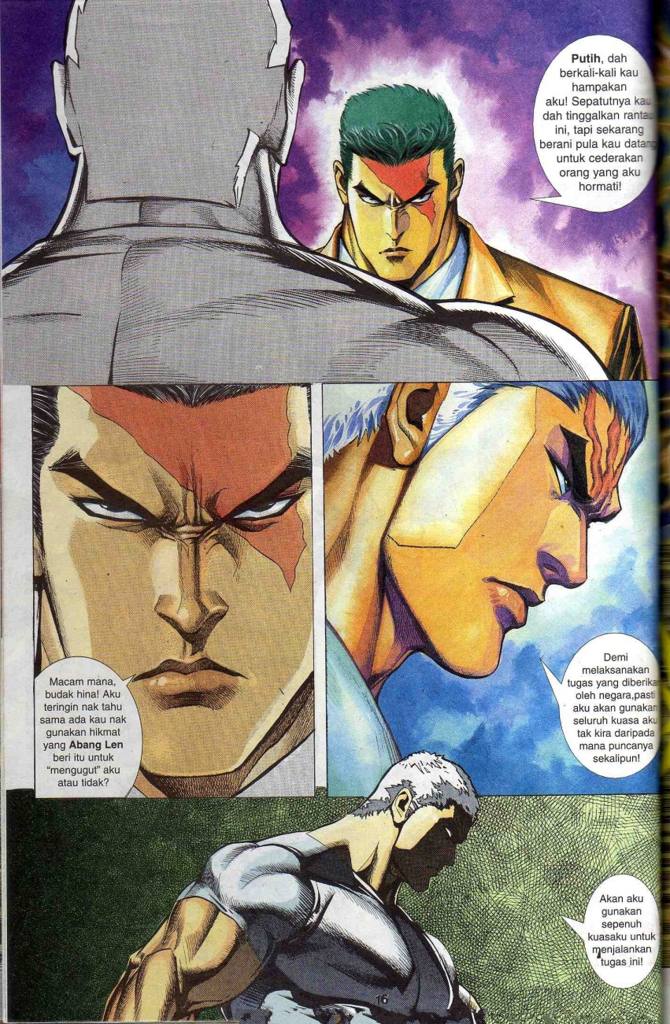 Putih, dah
berkali-kali kau
hampakan
aku! Sepatutnya kau
dah tinggalkan rantau
ini, tapi sekarang
berani pula kau datang
untuk cederakan
orang yang aku
hormati!
Macam mana,
budak hina! Aku
teringin nak tahu
sama ada kau nak
gunakan hikmat
yang Abang Len
beri itu untuk
"mengugut" aku
atau tidak?
Demi
melaksanakan
tugas yang diberika
oleh negara,pasti
aku akan gunakan
seluruh kuasa aku
tak kira daripada
mana puncanya
sekalipun!
Akan aku
gunakan
sepenuh
kuasaku untuk
menjalankan
tugas ini!
16